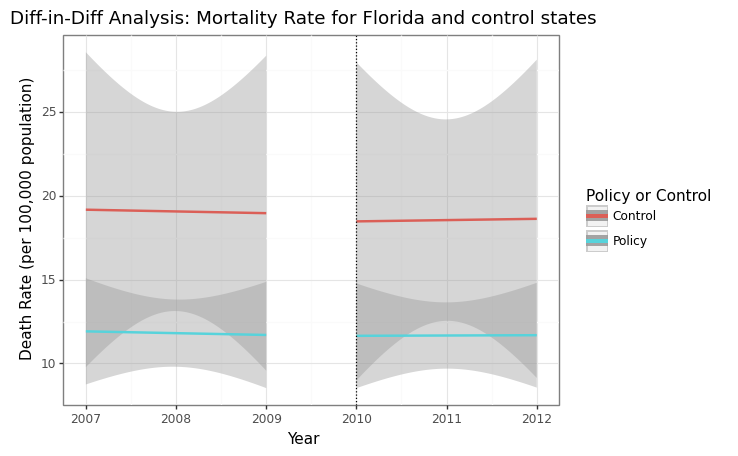 Diff-in-Diff Analysis: Mortality Rate for Florida and control states
Death Rate (per 100,000 population)
25
20
15
10
2007
2008
2009
2010
2011
2012
Year
Policy or Control
Control
Policy